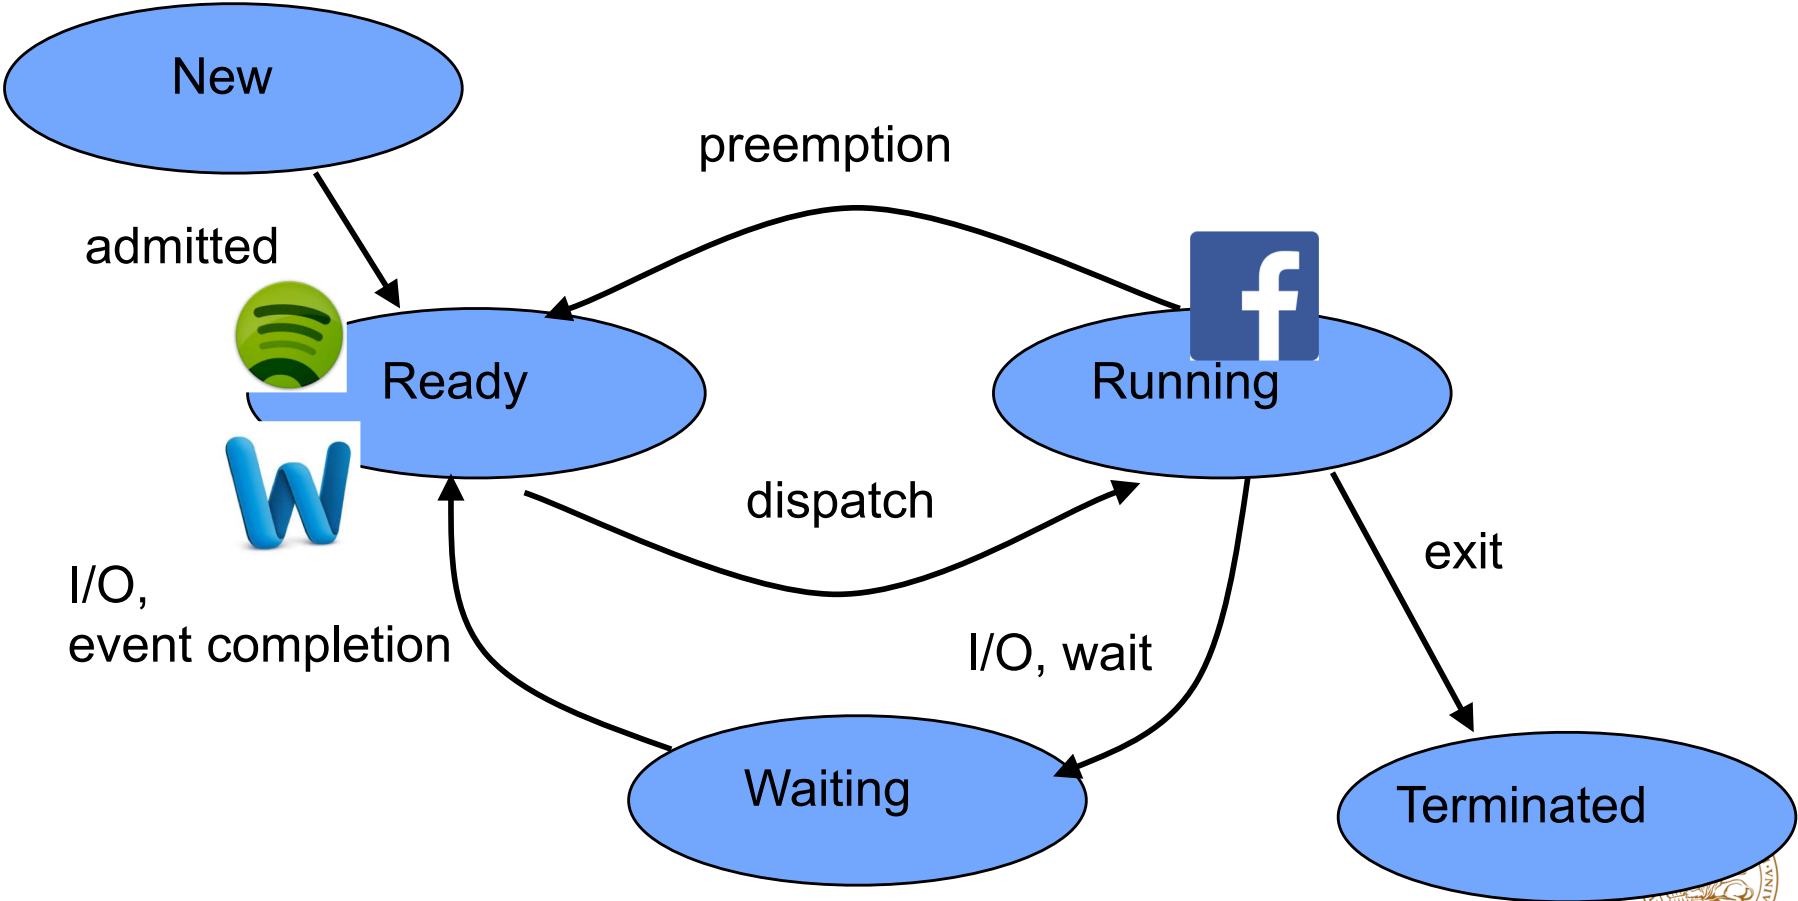 New
preemption
admitted
Ready
Running
dispatch
exit
I/O,
event completion
I/O, wait
Waiting
Terminated